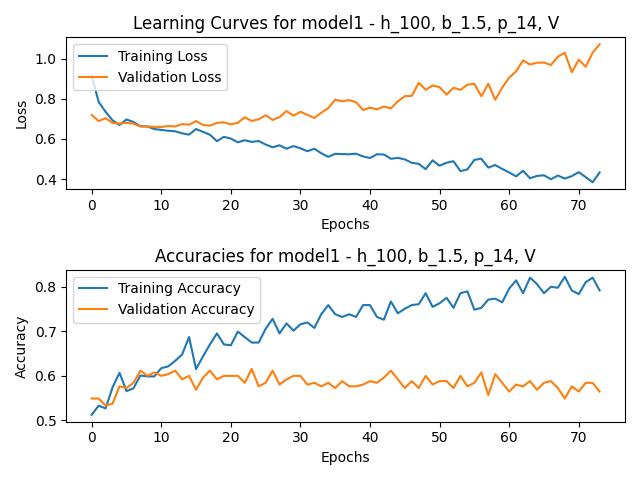 Learning Curves for model1 - h_100, b_1.5, p_14, V
1.0
0.8
0.6
0.4
Loss
Training Loss
Validation Loss
0 10 20 30 40 50 60 70
Epochs
Accuracies for model1 - h_100, b_1.5, p_14, V
0.8
0.7
0.6
0.5
Accuracy
Training Accuracy
Validation Accuracy
0 10 20 30 40 50 60 70
Epochs